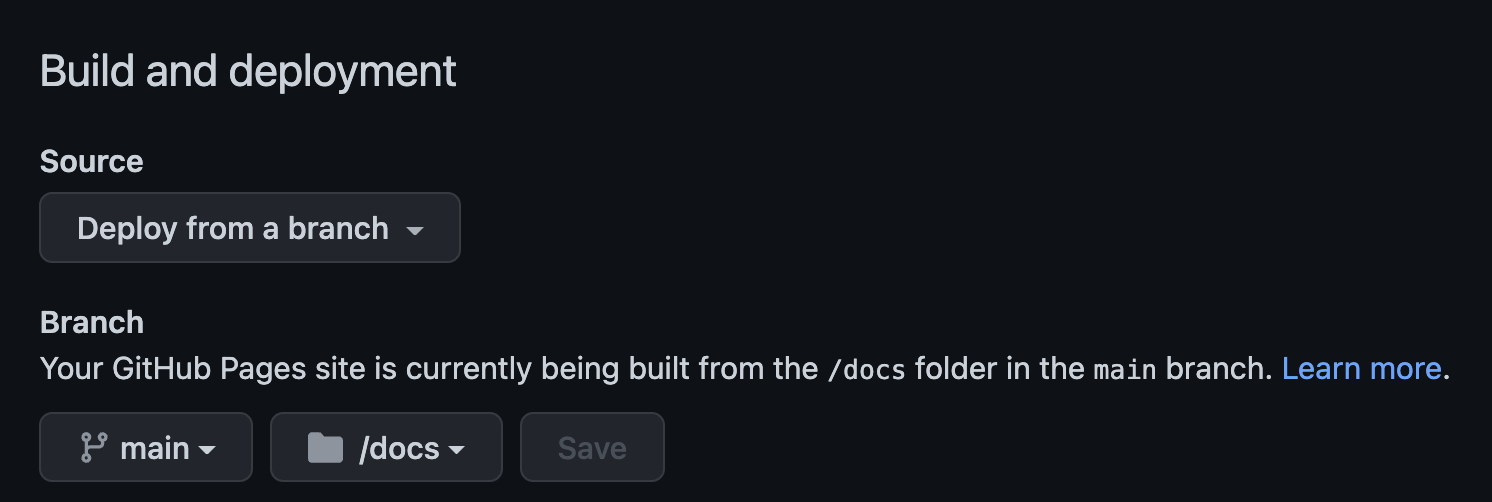 Build and deployment
Source
Deploy from a branch
Branch
Your GitHub Pages site is currently being built from the /docs folder in the main branch. Learn more.
main /docs Save